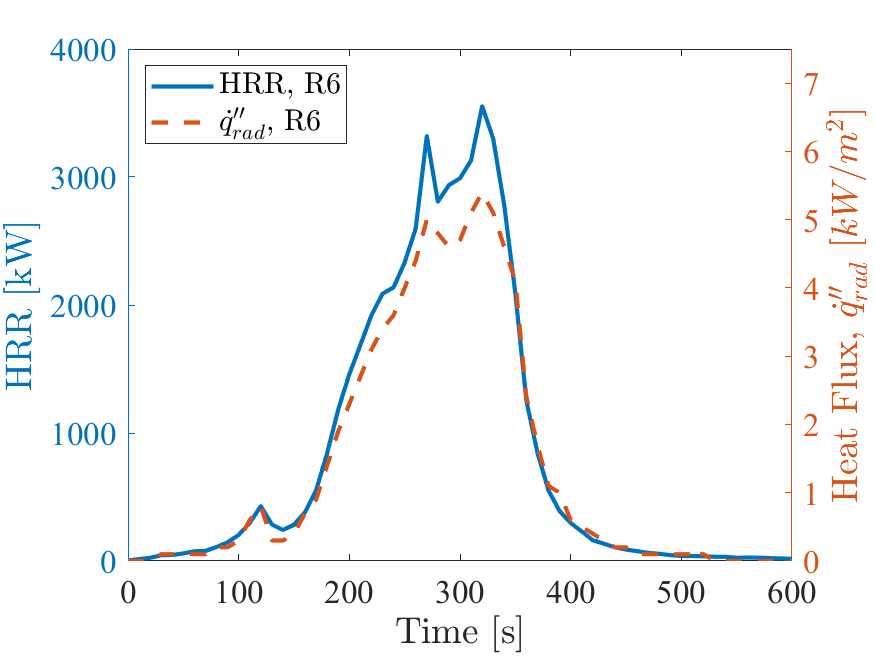 HRR, R6
q̇″rad, R6
4000
3000
2000
1000
0
HRR [kW]
7
6
5
4
3
2
1
0
Heat Flux, q̇″rad [kW/m²]
0 100 200 300 400 500 600
Time [s]